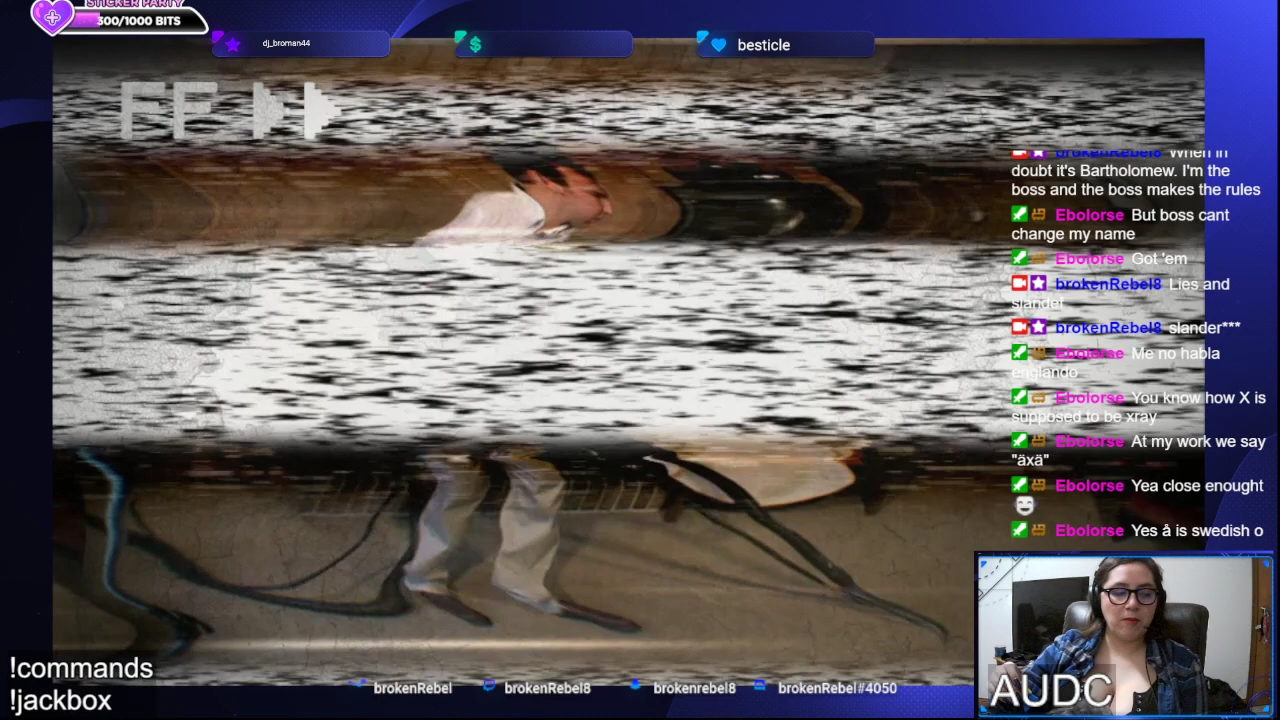 STICKER PARTY
300/1000 BITS
dj_broman44
$
besticle
FF
brokenRebel8 When in
doubt it's Bartholomew. I'm the
boss and the boss makes the rules
Ebolorse But boss cant
change my name
Ebolorse Got 'em
brokenRebel8 Lies and
slander
brokenRebel8 slander***
Ebolorse Me no habla
englando
Ebolorse You know how X is
supposed to be xray
Ebolorse At my work we say
"äxä"
Ebolorse Yea close enought
Ebolorse Yes å is swedish o
!commands
!jackbox
brokenRebel
brokenRebel8
brokenrebel8
brokenRebel#4050
AUDC